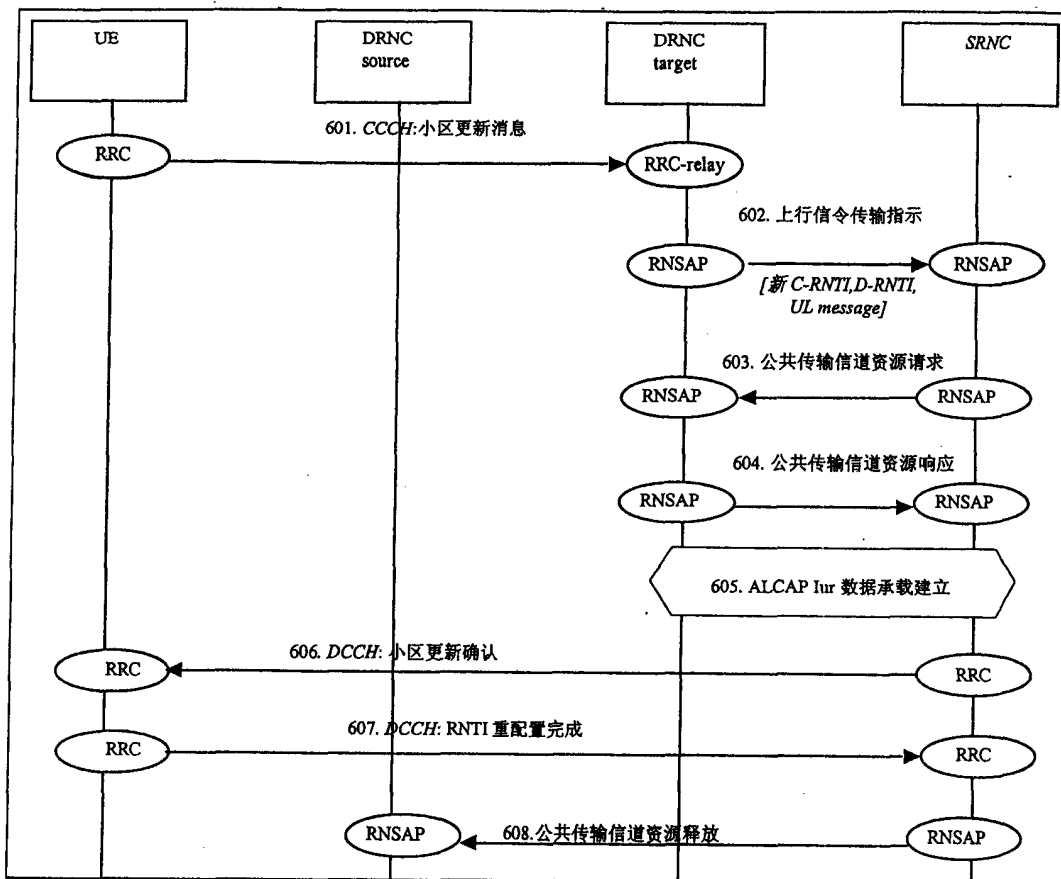 UE
DRNC
source
DRNC
target
SRNC
601. CCCH:小区更新消息
RRC
RRC-relay
602. 上行信令传输指示
RNSAP
RNSAP
[新 C-RNTI,D-RNTI,
UL message]
603. 公共传输信道资源请求
RNSAP
RNSAP
604. 公共传输信道资源响应
RNSAP
RNSAP
605. ALCAP Iur 数据承载建立
606. DCCH: 小区更新确认
RRC
RRC
607. DCCH: RNTI 重配置完成
RRC
RRC
608.公共传输信道资源释放
RNSAP
RNSAP